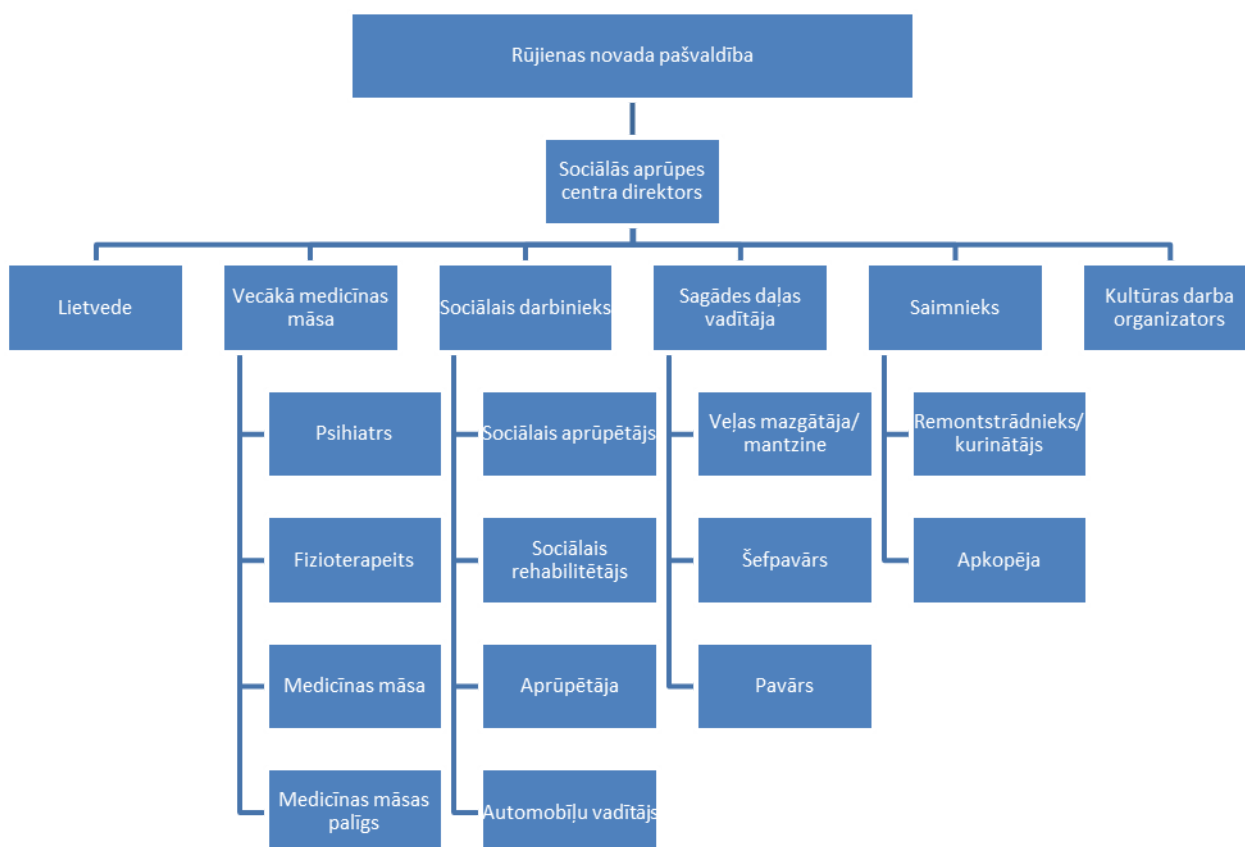 Rūjienas novada pašvaldība
Sociālās aprūpes
centra direktors
Lietvede
Vecākā medicīnas
māsa
Sociālais darbinieks
Sagādes daļas
vadītāja
Saimnieks
Kultūras darba
organizators
Psihiatrs
Sociālais aprūpētājs
Veļas mazgātāja/
mantzine
Remontstrādnieks/
kurinātājs
Fizioterapeits
Sociālais
rehabilitētājs
Šefpavārs
Apkopēja
Medicīnas māsa
Aprūpētāja
Pavārs
Medicīnas māsas
palīgs
Automobīļu vadītājs